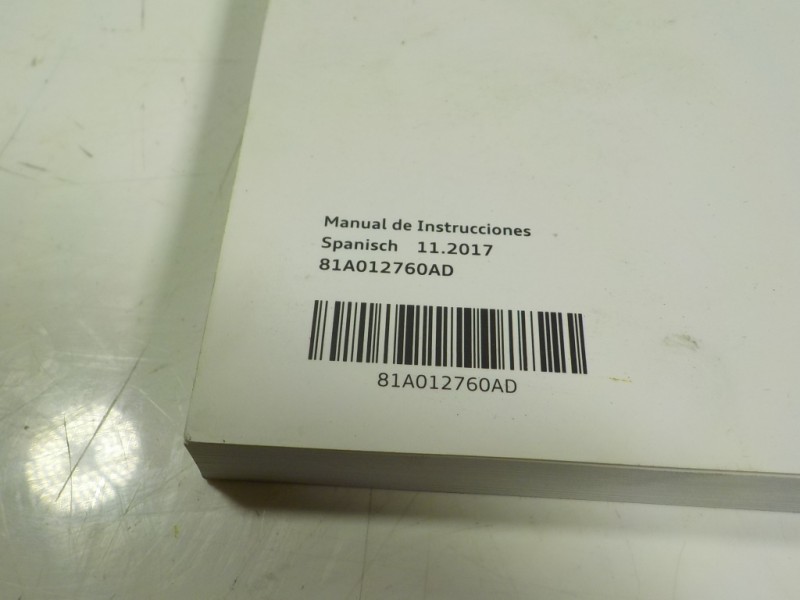 Manual de Instrucciones
Spanisch 11.2017
81A012760AD
81A012760AD